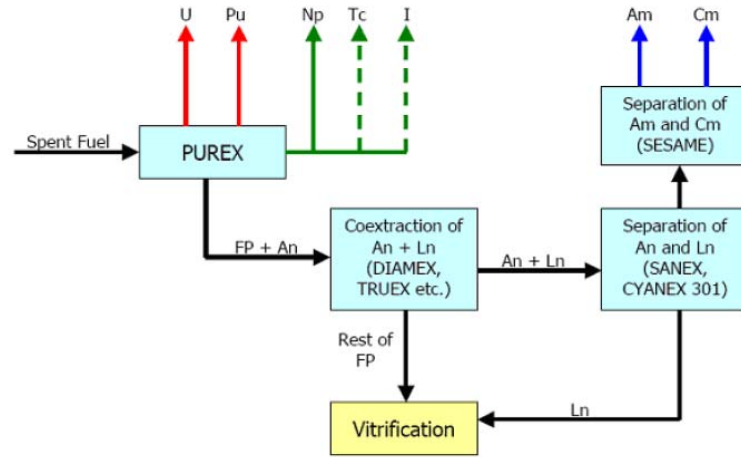 U
Pu
Np
Tc
I
Am
Cm
Spent Fuel
PUREX
Separation of
Am and Cm
(SESAME)
FP + An
Coextraction of
An + Ln
(DIAMEX,
TRUEX etc.)
An + Ln
Separation of
An and Ln
(SANEX,
CYANEX 301)
Rest of
FP
Ln
Vitrification